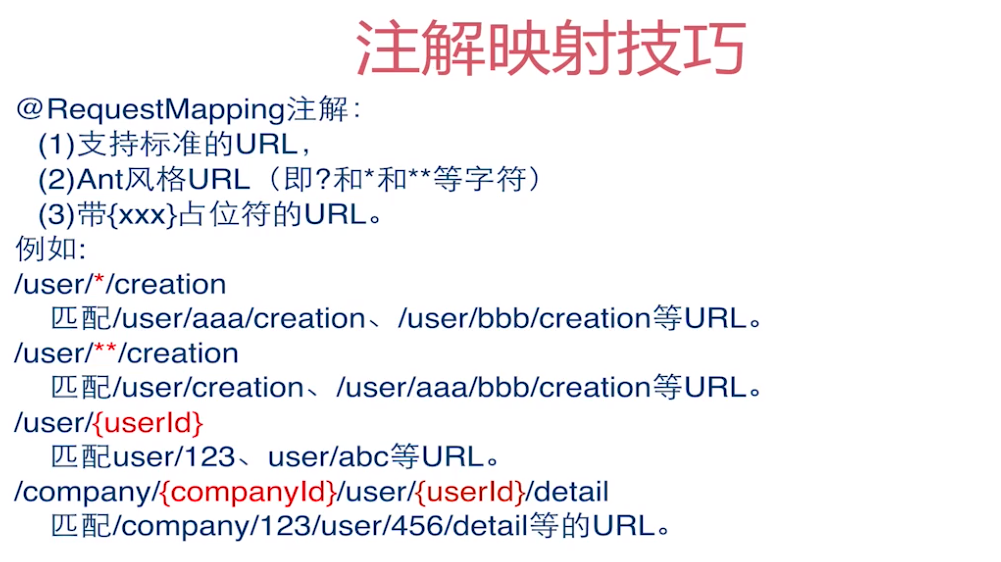 注解映射技巧
@RequestMapping注解：
(1)支持标准的URL，
(2)Ant风格URL（即?和*和**等字符）
(3)带{xxx}占位符的URL。
例如:
/user/*/creation
匹配/user/aaa/creation、/user/bbb/creation等URL。
/user/**/creation
匹配/user/creation、/user/aaa/bbb/creation等URL。
/user/{userId}
匹配user/123、user/abc等URL。
/company/{companyId}/user/{userId}/detail
匹配/company/123/user/456/detail等的URL。